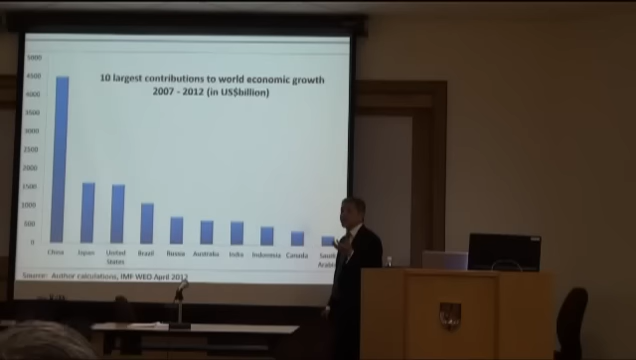 10 largest contributions to world economic growth
2007 - 2012 (in US$billion)
5000
4500
4000
3500
3000
2500
2000
1500
1000
500
0
China Japan United States Brazil Russia Australia India Indonesia Canada Saudi Arabia
Source: Author calculations, IMF WEO April 2012